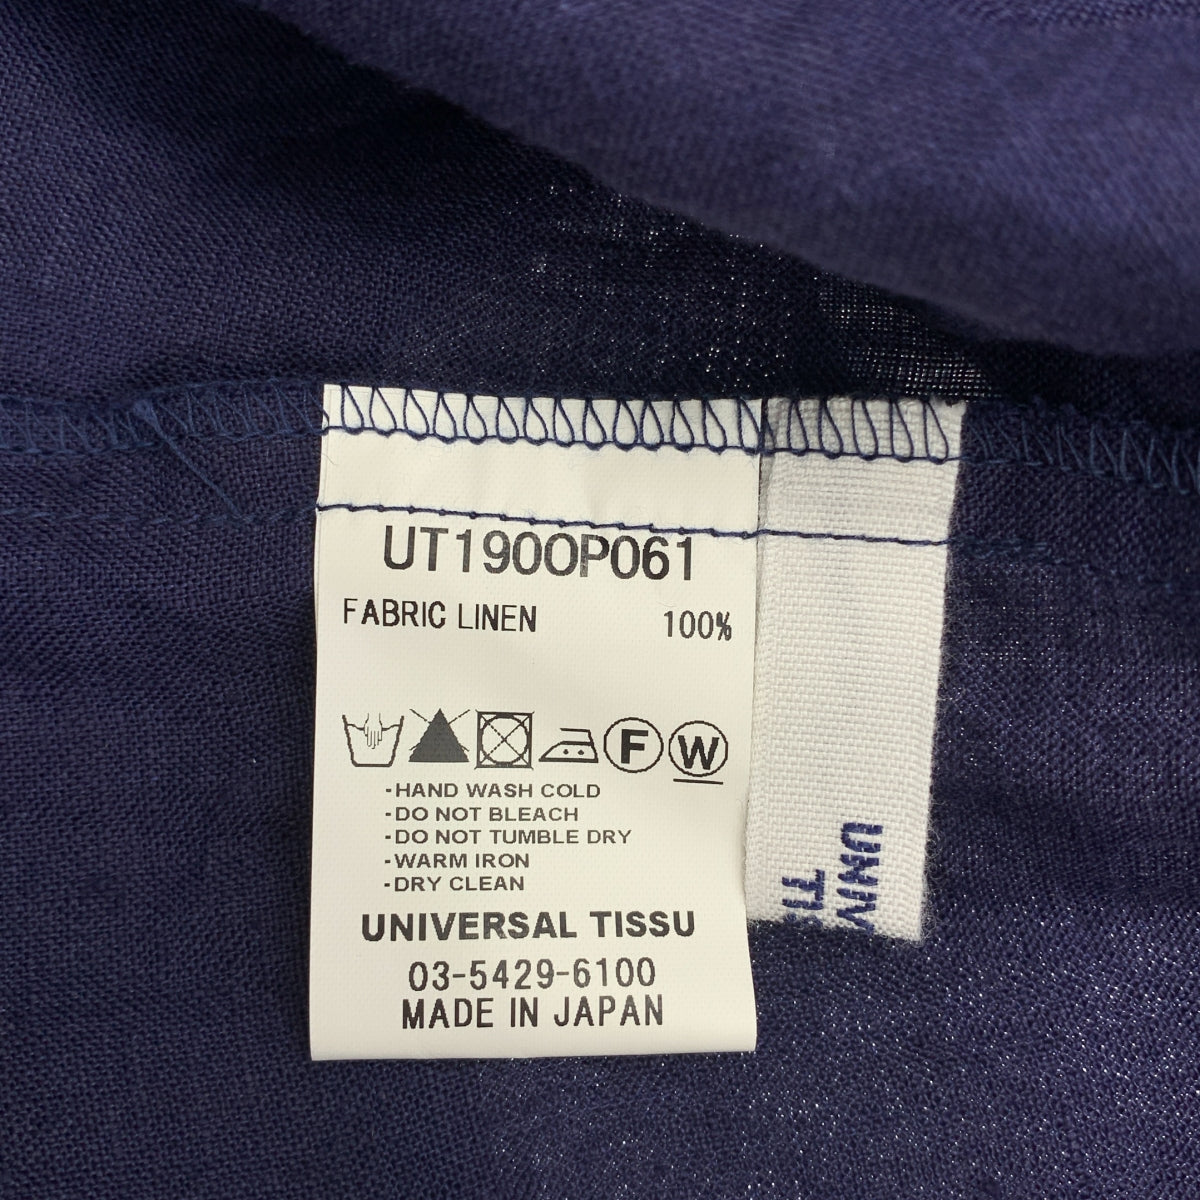 UT190OP061
FABRIC LINEN 100%
F W
-HAND WASH COLD
-DO NOT BLEACH
-DO NOT TUMBLE DRY
-WARM IRON
-DRY CLEAN
UNIVERSAL TISSU
03-5429-6100
MADE IN JAPAN